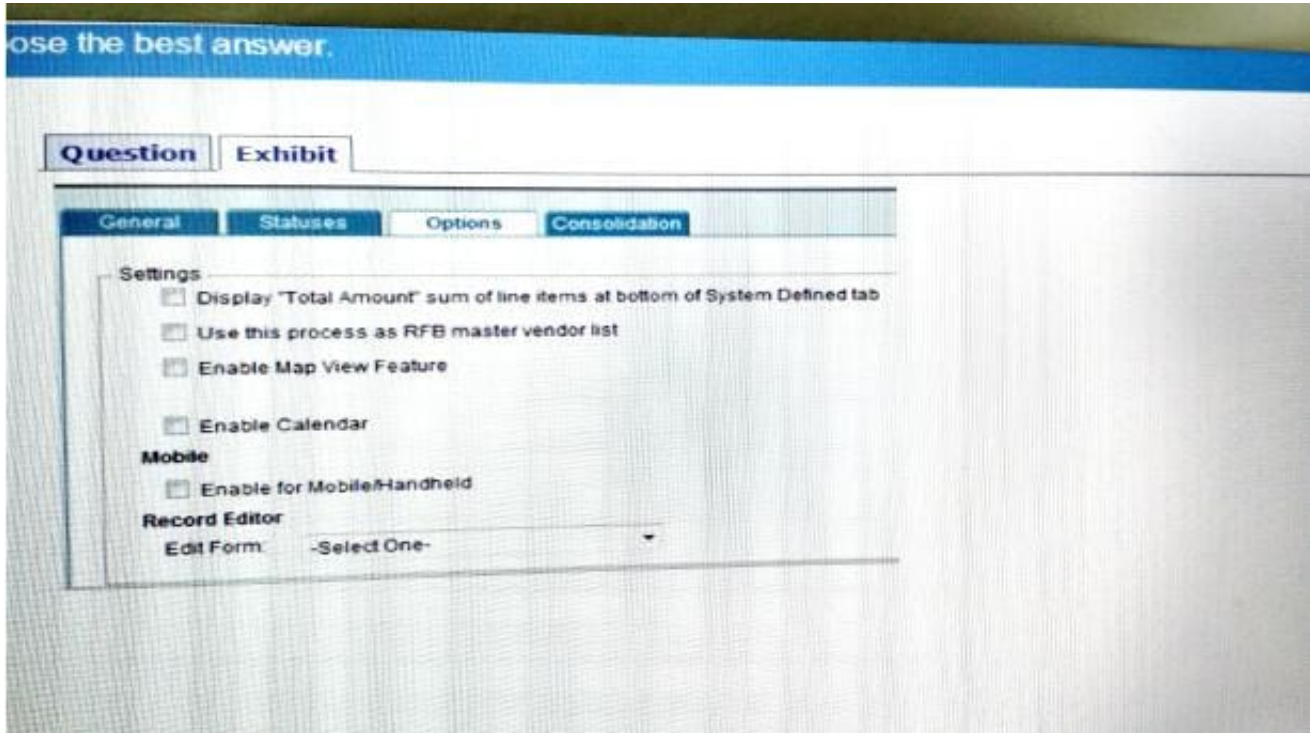 ose the best answer.
Question Exhibit
General Statuses Options Consolidation
Settings
Display "Total Amount" sum of line items at bottom of System Defined tab
Use this process as RFB master vendor list
Enable Map View Feature
Enable Calendar
Mobile
Enable for Mobile/Handheld
Record Editor
Edit Form: -Select One-